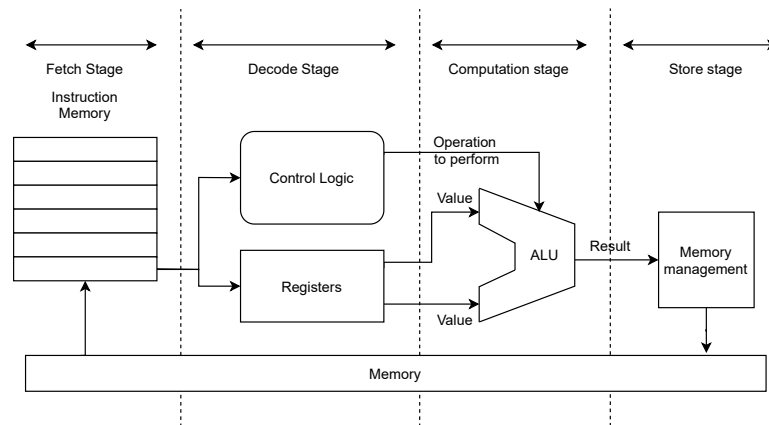 Fetch Stage
Decode Stage
Computation stage
Store stage
Instruction
Memory
Control Logic
Operation
to perform
Registers
Value
Value
ALU
Result
Memory
management
Memory